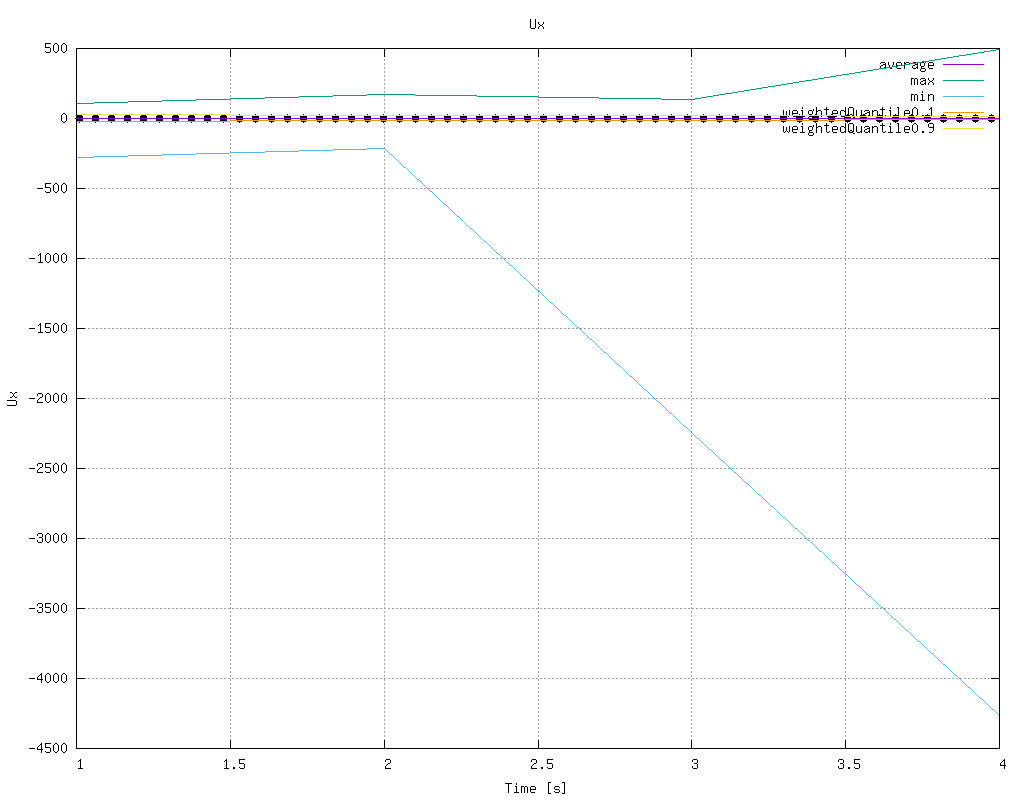 Ux
500
0
-500
-1000
-1500
-2000
-2500
-3000
-3500
-4000
-4500
Ux
average
max
min
weightedQuantile0.1
weightedQuantile0.9
1 1.5 2 2.5 3 3.5 4
Time [s]